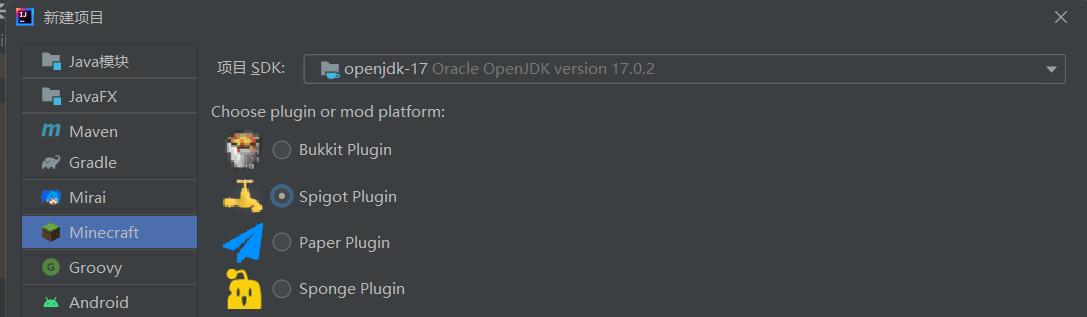 新建项目
Java模块
JavaFX
Maven
Gradle
Mirai
Minecraft
Groovy
Android
项目 SDK:
openjdk-17 Oracle OpenJDK version 17.0.2
Choose plugin or mod platform:
Bukkit Plugin
Spigot Plugin
Paper Plugin
Sponge Plugin